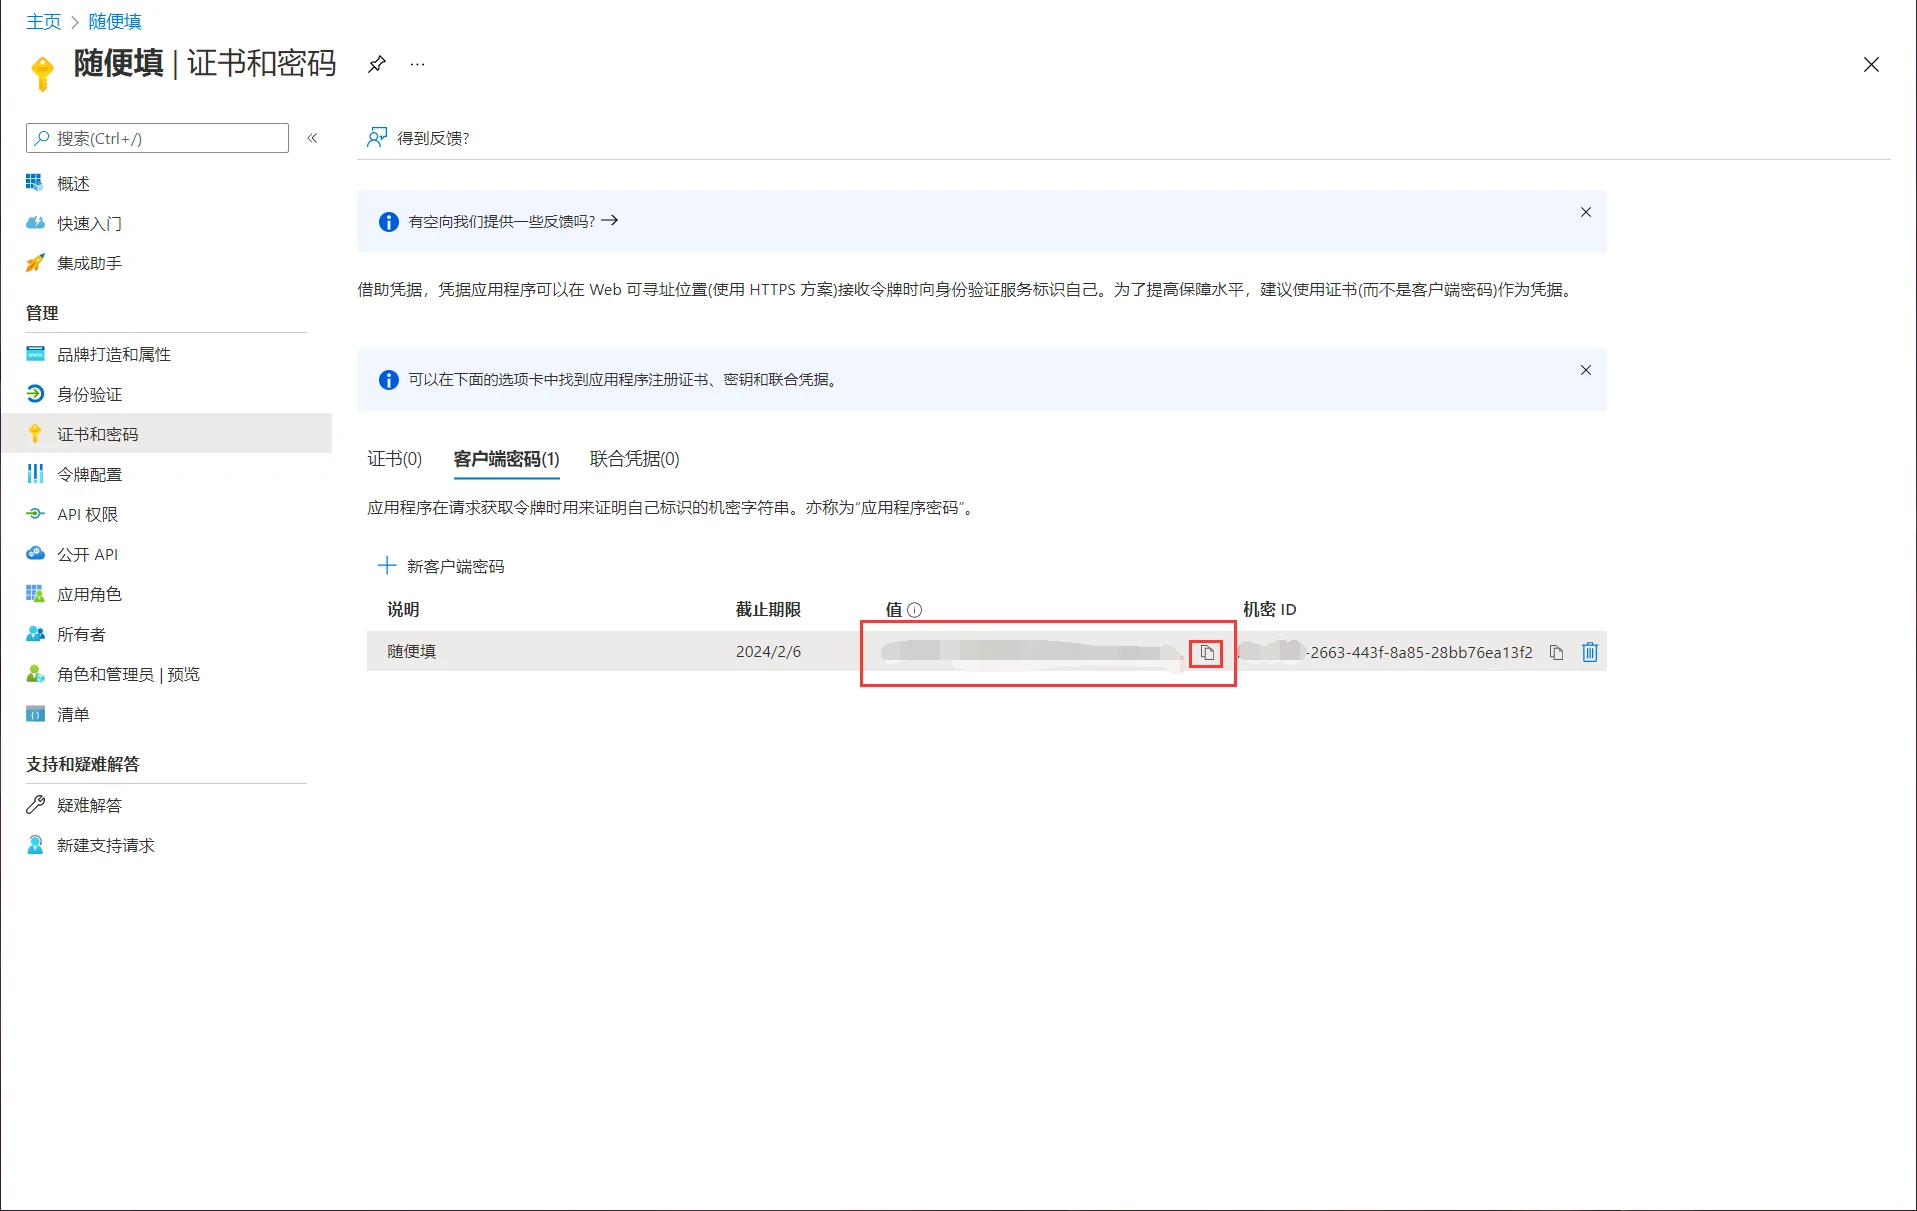 主页 > 随便填
随便填 | 证书和密码
搜索(Ctrl+/)
概述
快速入门
集成助手
管理
品牌打造和属性
身份验证
证书和密码
令牌配置
API 权限
公开 API
应用角色
所有者
角色和管理员 | 预览
清单
支持和疑难解答
疑难解答
新建支持请求
得到反馈?
有空向我们提供一些反馈吗? →
借助凭据，凭据应用程序可以在 Web 可寻址位置(使用 HTTPS 方案)接收令牌时向身份验证服务标识自己。为了提高保障水平，建议使用证书(而不是客户端密码)作为凭据。
可以在下面的选项卡中找到应用程序注册证书、密钥和联合凭据。
证书(0) 客户端密码(1) 联合凭据(0)
应用程序在请求获取令牌时用来证明自己标识的机密字符串。亦称为“应用程序密码”。
新客户端密码
说明 截止期限 值 机密 ID
随便填 2024/2/6 -2663-443f-8a85-28bb76ea13f2